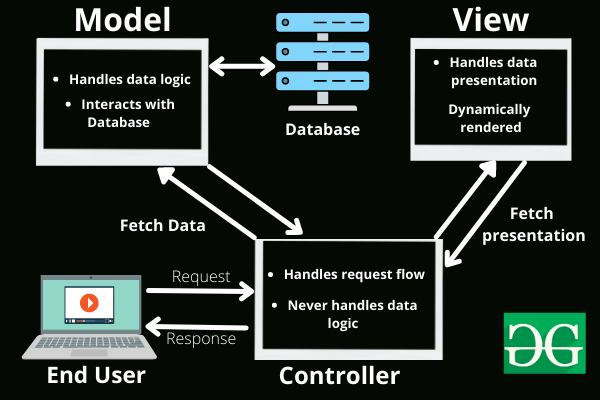 Model
View
• Handles data logic
• Interacts with
Database
Database
• Handles data
presentation
Dynamically
rendered
Fetch Data
Fetch
presentation
Request
Response
• Handles request flow
• Never handles data
logic
End User
Controller